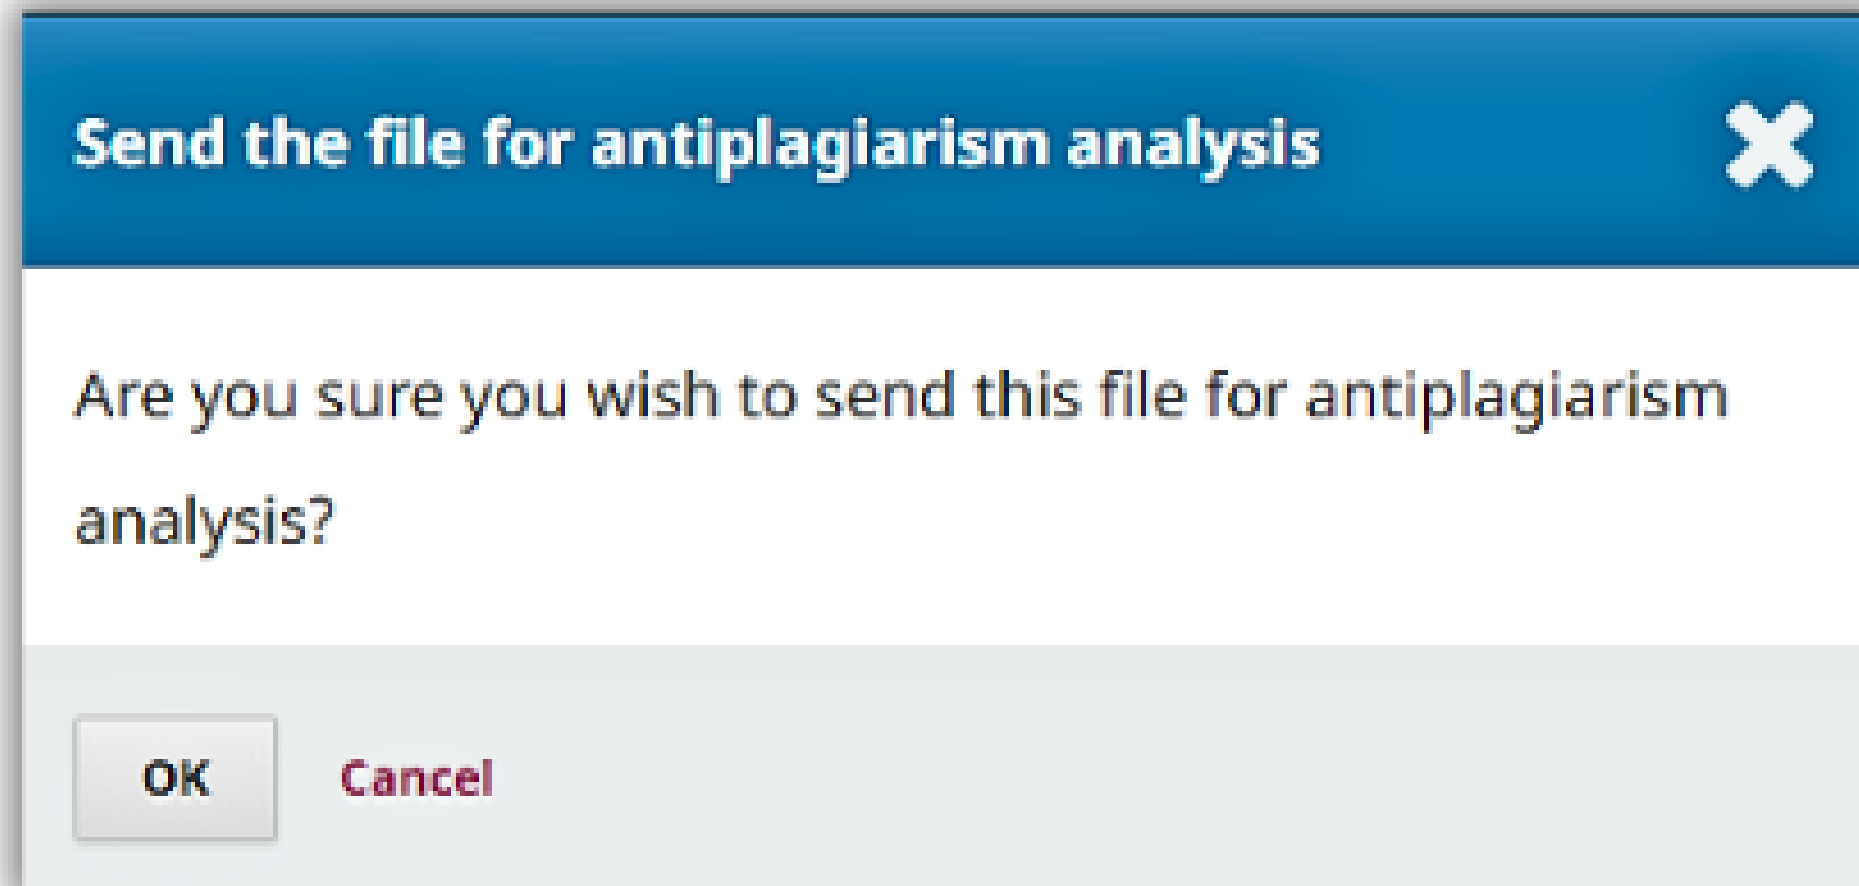 Send the file for antiplagiarism analysis
Are you sure you wish to send this file for antiplagiarism
analysis?
OK
Cancel